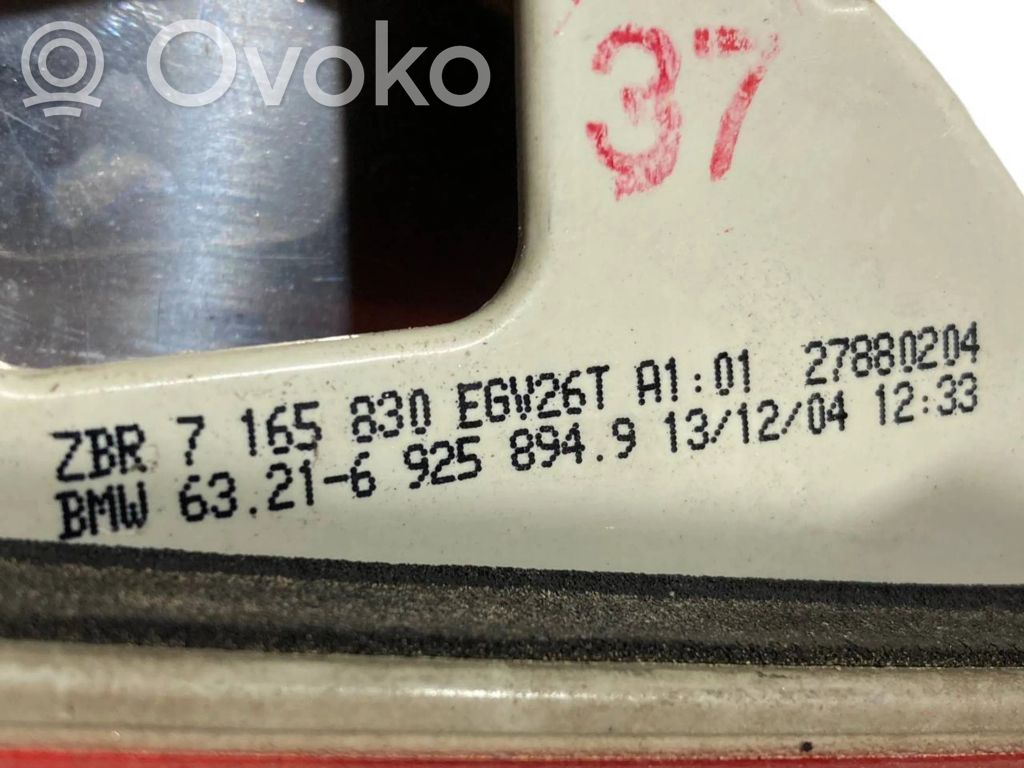 Ovoko
37
ZBR 7 165 830 EGW26T A1:01 27880204
BMW 63.21-6 925 894.9 13/12/04 12:33